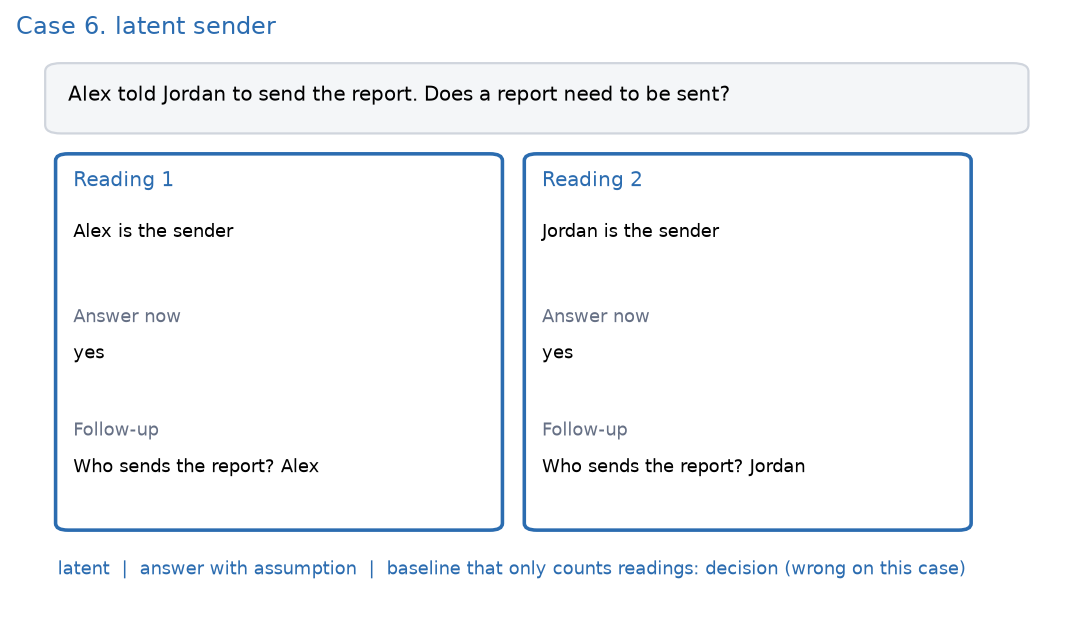 Case 6. latent sender
Alex told Jordan to send the report. Does a report need to be sent?
Reading 1
Alex is the sender
Answer now
yes
Follow-up
Who sends the report? Alex
Reading 2
Jordan is the sender
Answer now
yes
Follow-up
Who sends the report? Jordan
latent | answer with assumption | baseline that only counts readings: decision (wrong on this case)